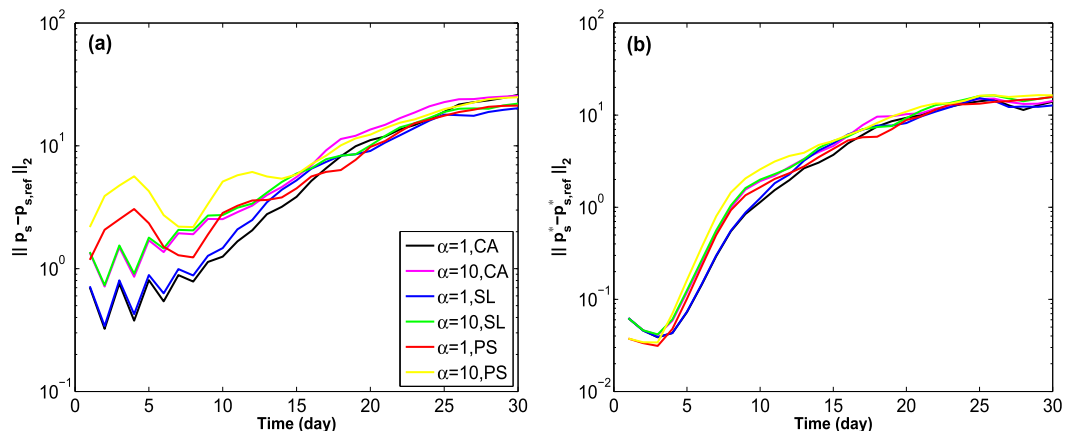 (a)
|| p_s−p_{s,ref} ||_2
10^2
10^1
10^0
10^{−1}
0 5 10 15 20 25 30
Time (day)
α=1,CA
α=10,CA
α=1,SL
α=10,SL
α=1,PS
α=10,PS
(b)
|| p_s^*−p_{s,ref}^* ||_2
10^2
10^1
10^0
10^{−1}
10^{−2}
0 5 10 15 20 25 30
Time (day)